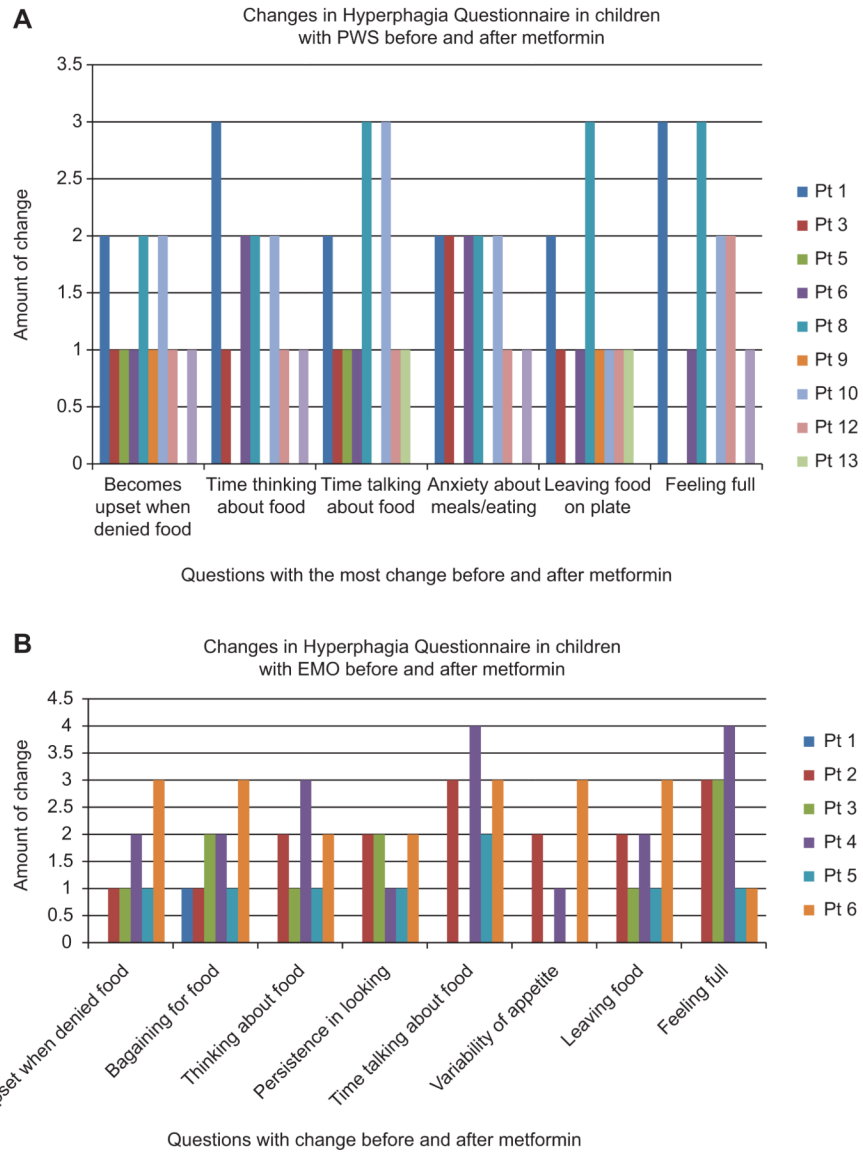 A
Changes in Hyperphagia Questionnaire in children
with PWS before and after metformin
3.5
3
2.5
2
1.5
1
0.5
0
Amount of change
Becomes
upset when
denied food
Time thinking
about food
Time talking
about food
Anxiety about
meals/eating
Leaving food
on plate
Feeling full
Questions with the most change before and after metformin
Pt 1
Pt 3
Pt 5
Pt 6
Pt 8
Pt 9
Pt 10
Pt 12
Pt 13
B
Changes in Hyperphagia Questionnaire in children
with EMO before and after metformin
4.5
4
3.5
3
2.5
2
1.5
1
0.5
0
Amount of change
pset when denied food
Bagaining for food
Thinking about food
Persistence in looking
Time talking about food
Variability of appetite
Leaving food
Feeling full
Questions with change before and after metformin
Pt 1
Pt 2
Pt 3
Pt 4
Pt 5
Pt 6